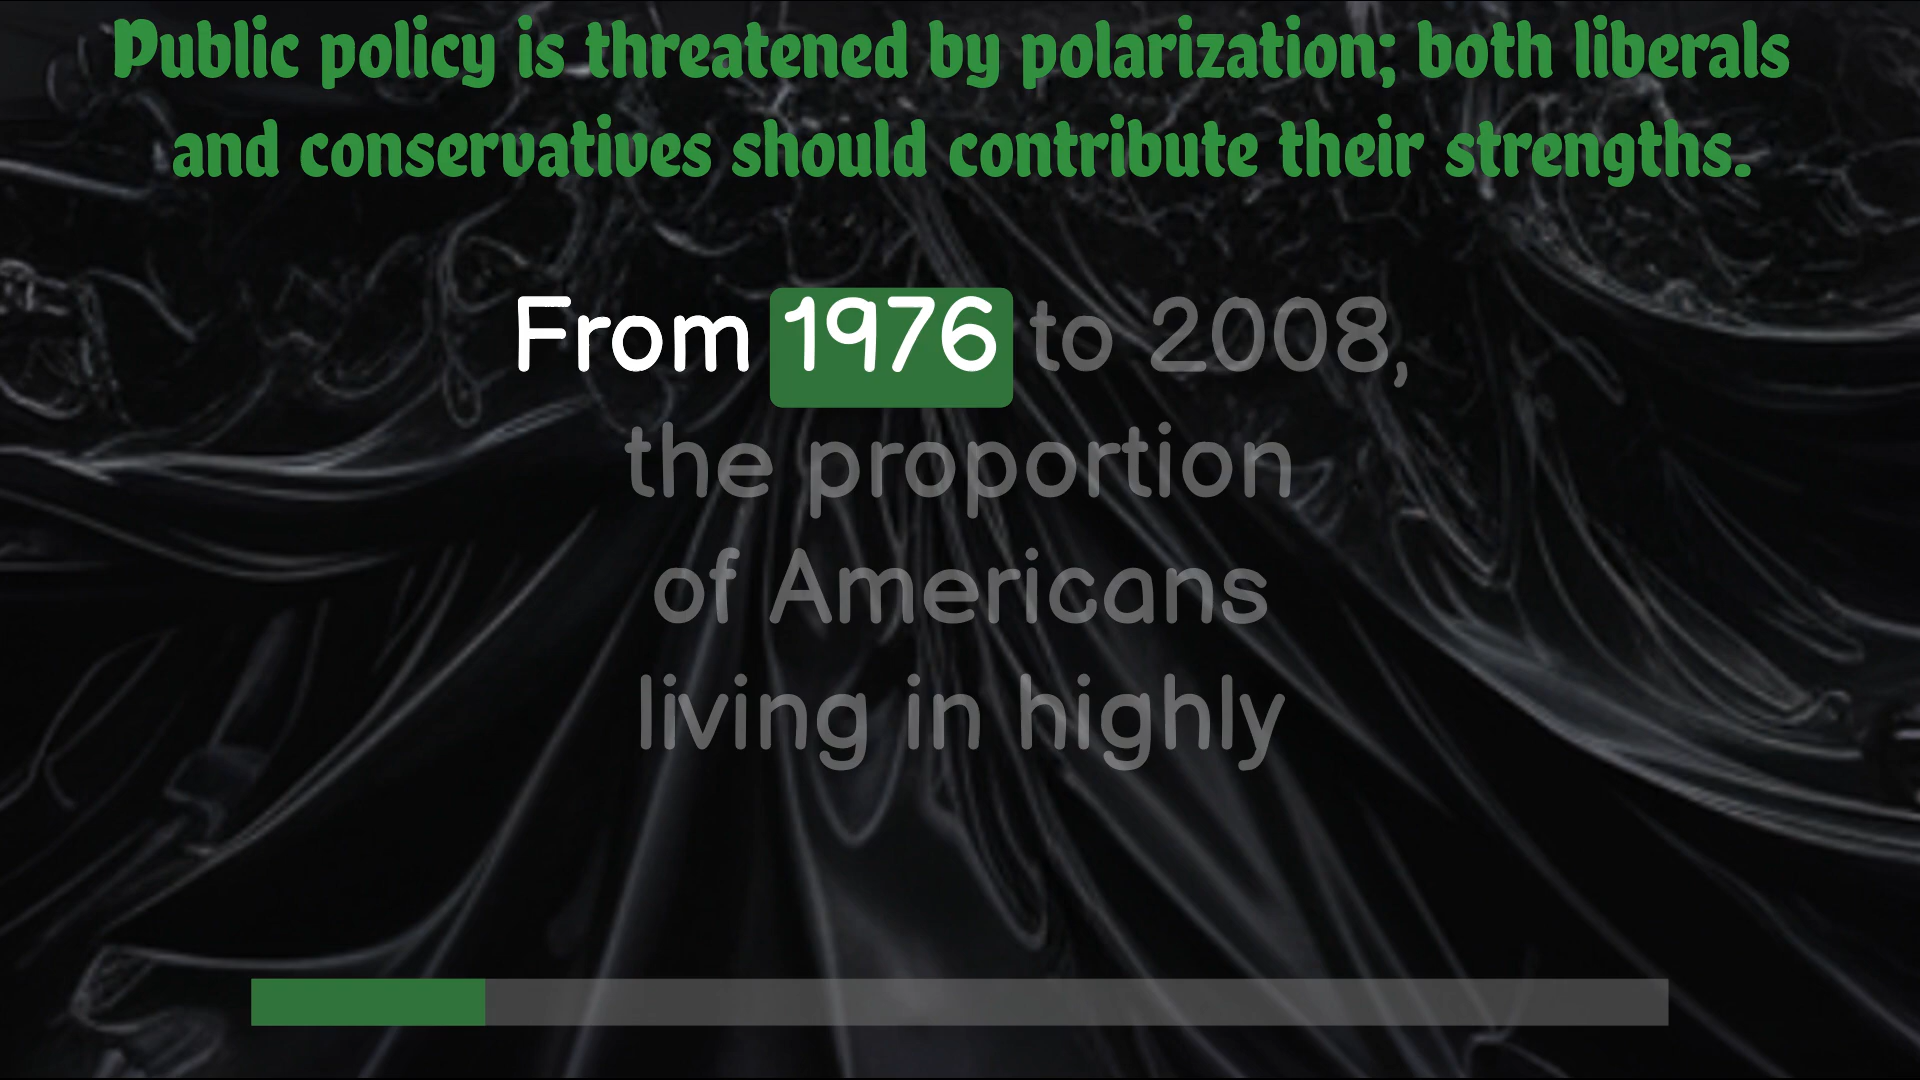 Public policy is threatened by polarization; both liberals
and conservatives should contribute their strengths.
From 1976 to 2008,
the proportion
of Americans
living in highly